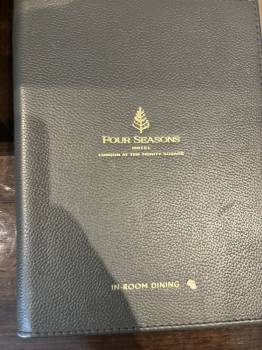 FOUR SEASONS
HOTEL
LONDON AT TEN TRINITY SQUARE
IN-ROOM DINING